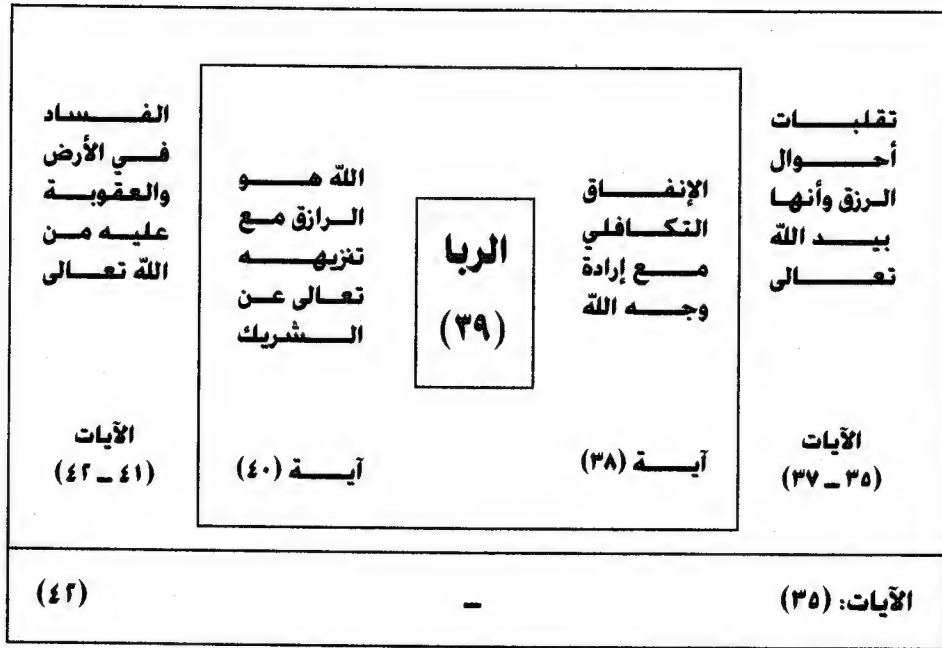 تقلبات
أحوال
الرزق وأنها
بيد الله
تعالى
الآيات
(٣٥ – ٣٧)
الإنفاق
التكافلي
مع إرادة
وجه الله
آية (٣٨)
الربا
(٣٩)
الله هو
الرازق مع
تنزيهه
تعالى عن
الشريك
آية (٤٠)
الفساد
في الأرض
والعقوبة
عليه من
الله تعالى
الآيات
(٤١ – ٤٢)
الآيات: (٣٥) – (٤٢)